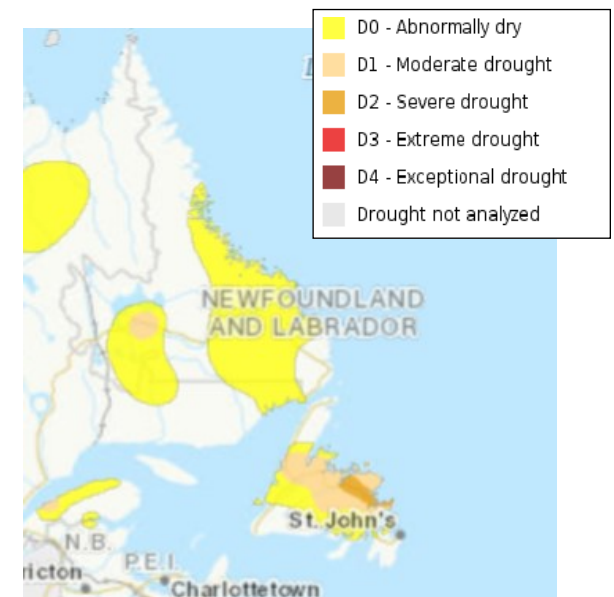 D0 - Abnormally dry
D1 - Moderate drought
D2 - Severe drought
D3 - Extreme drought
D4 - Exceptional drought
Drought not analyzed
NEWFOUNDLAND
AND LABRADOR
St. John's
N.B.
P.E.I.
ricton
Charlottetown